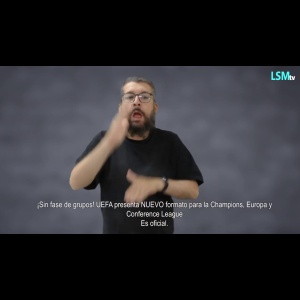 LSMtv
¡Sin fase de grupos! UEFA presenta NUEVO formato para la Champions, Europa y
Conference League
Es oficial.